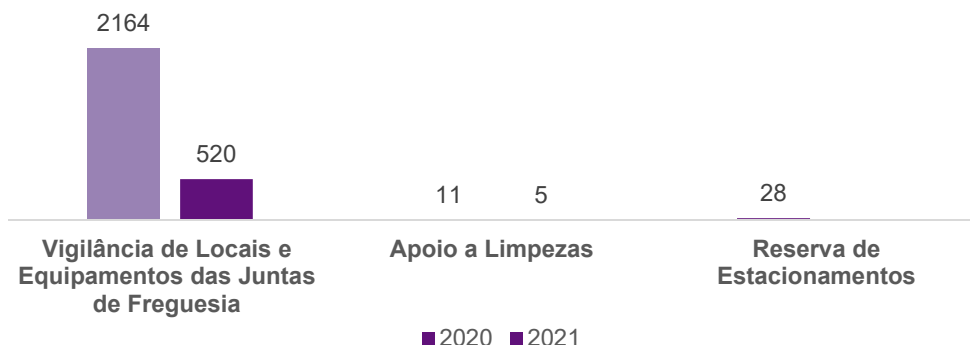 2164
520
11
5
28
Vigilância de Locais e
Equipamentos das Juntas
de Freguesia
Apoio a Limpezas
Reserva de
Estacionamentos
2020 2021